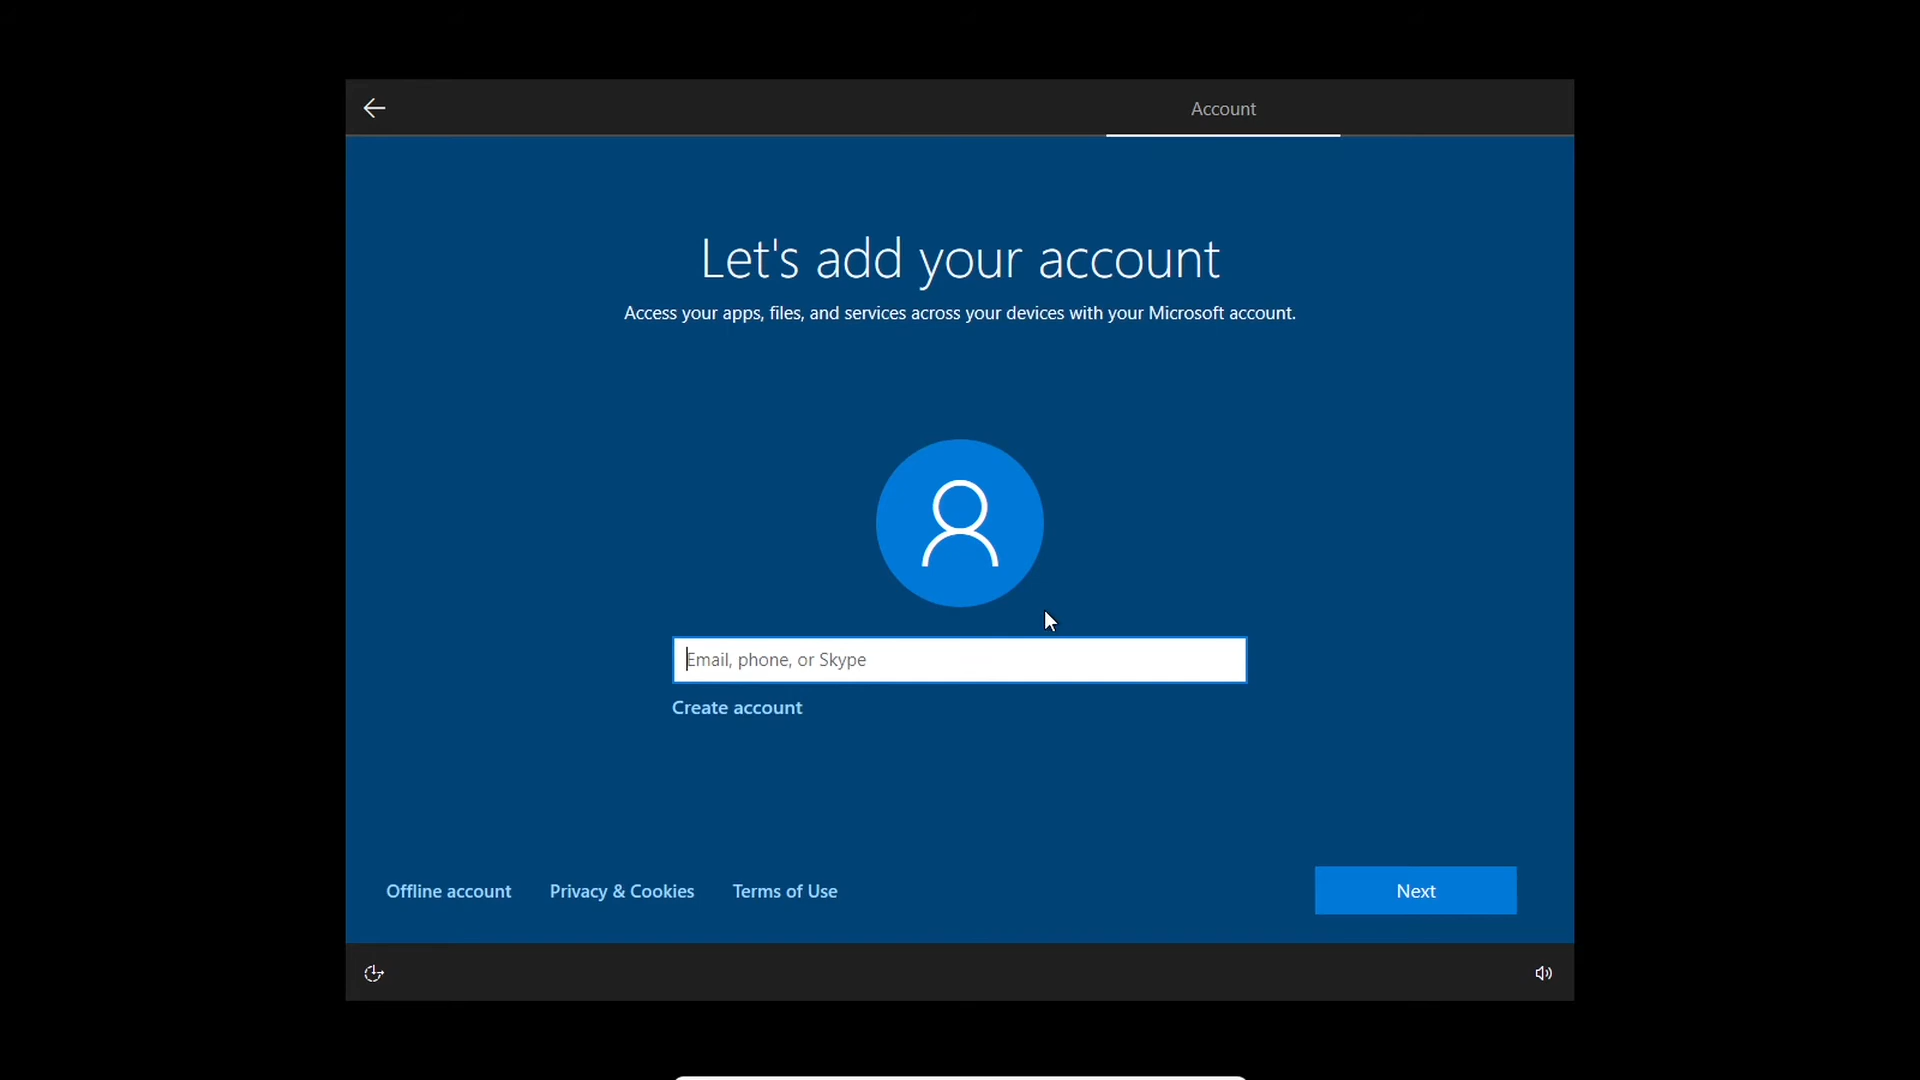 Account
Let's add your account
Access your apps, files, and services across your devices with your Microsoft account.
Email, phone, or Skype
Create account
Offline account
Privacy & Cookies
Terms of Use
Next